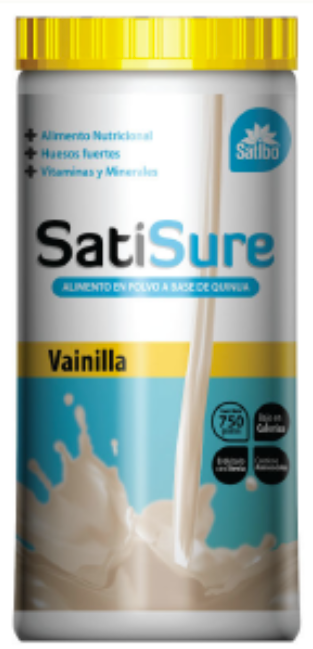 + Alimento Nutricional
+ Huesos fuertes
+ Vitaminas y Minerales
Satibo
SatiSure
ALIMENTO EN POLVO A BASE DE QUINUA
Vainilla
750
Bajo en
Calorías